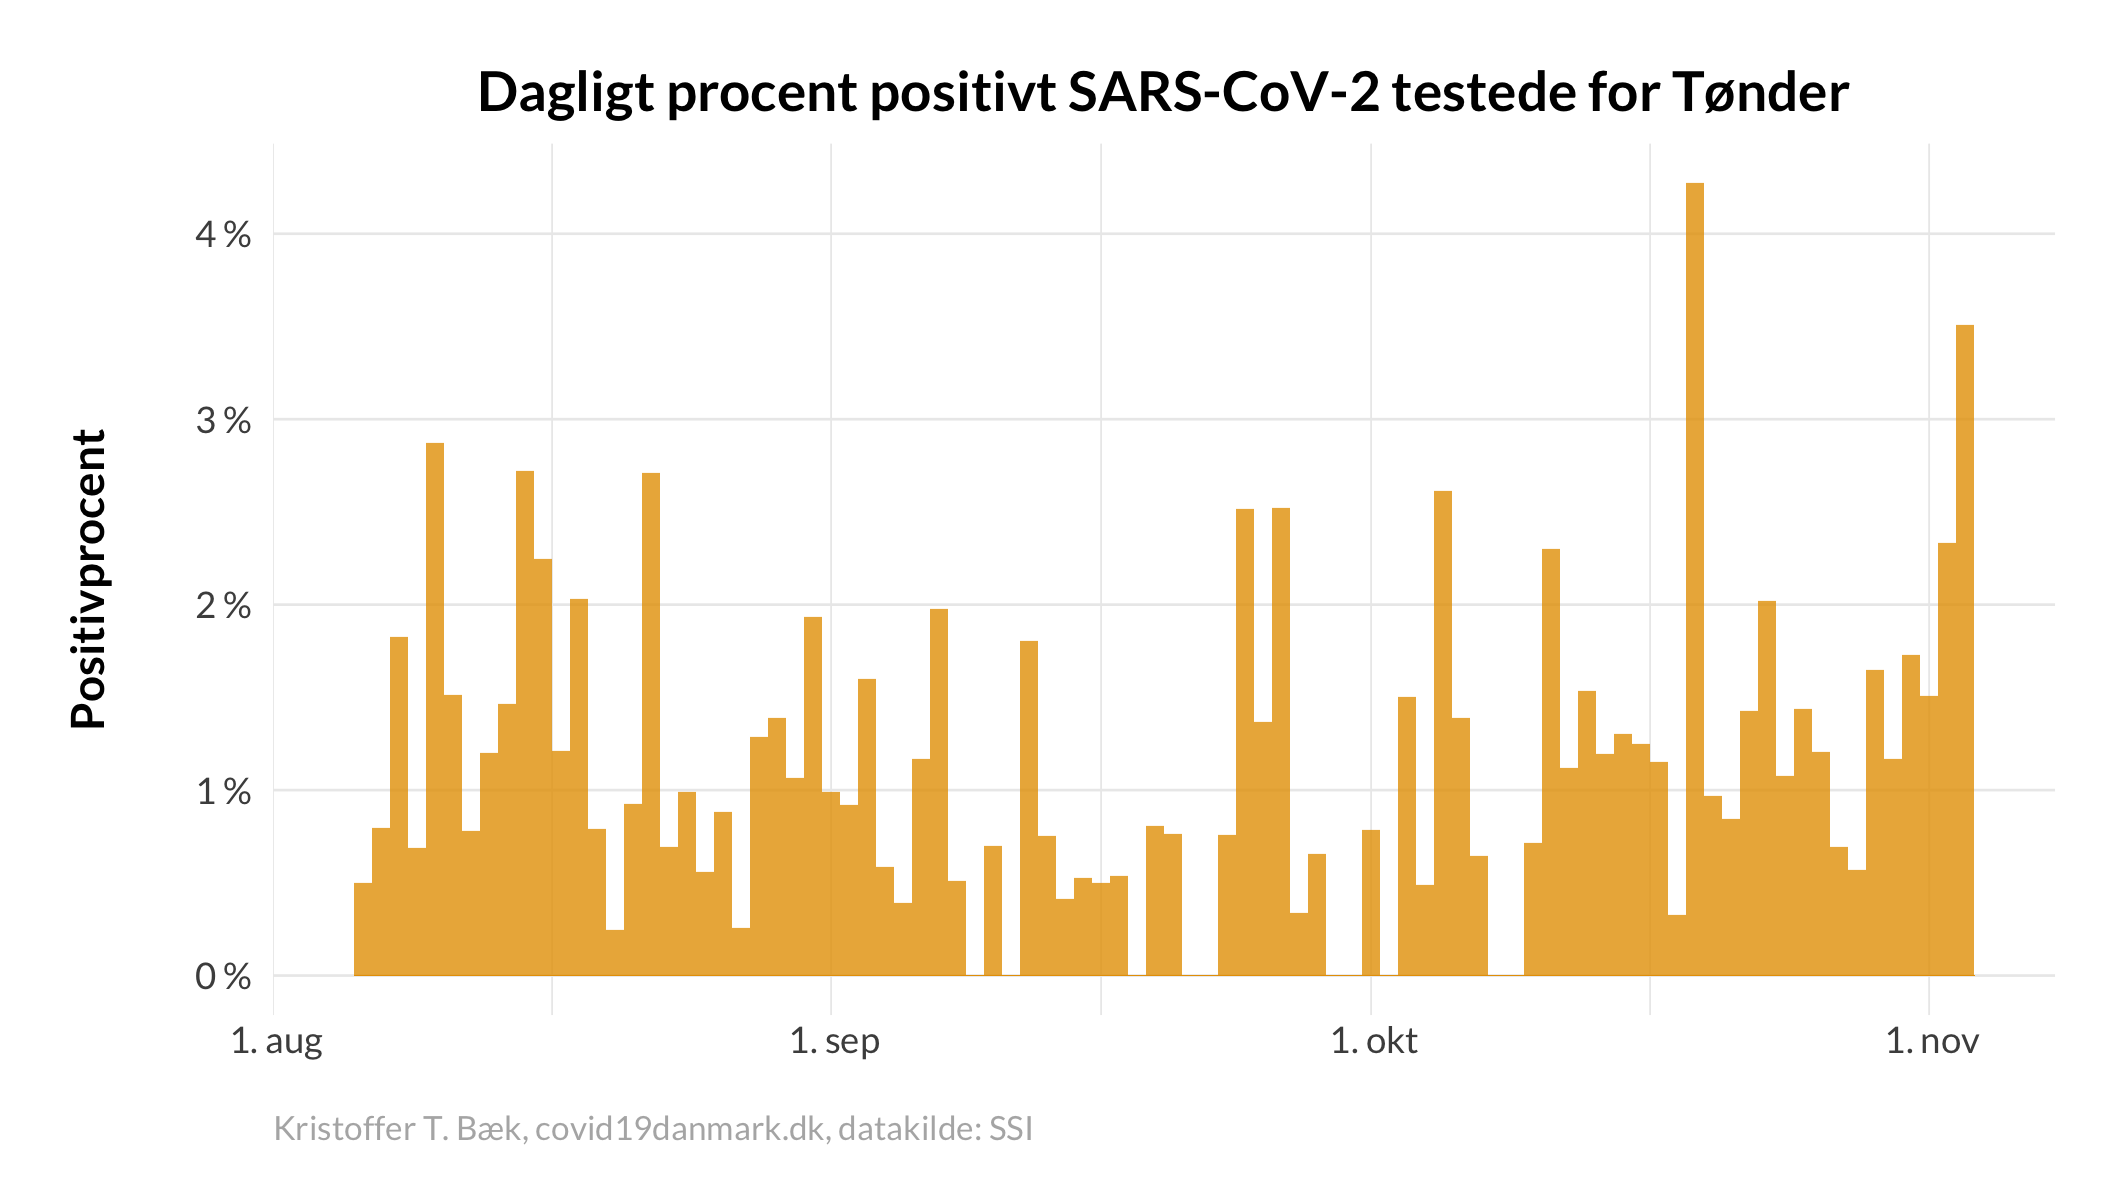 Dagligt procent positivt SARS-CoV-2 testede for Tønder
Positivprocent
4 %
3 %
2 %
1 %
0 %
1. aug
1. sep
1. okt
1. nov
Kristoffer T. Bæk, covid19danmark.dk, datakilde: SSI